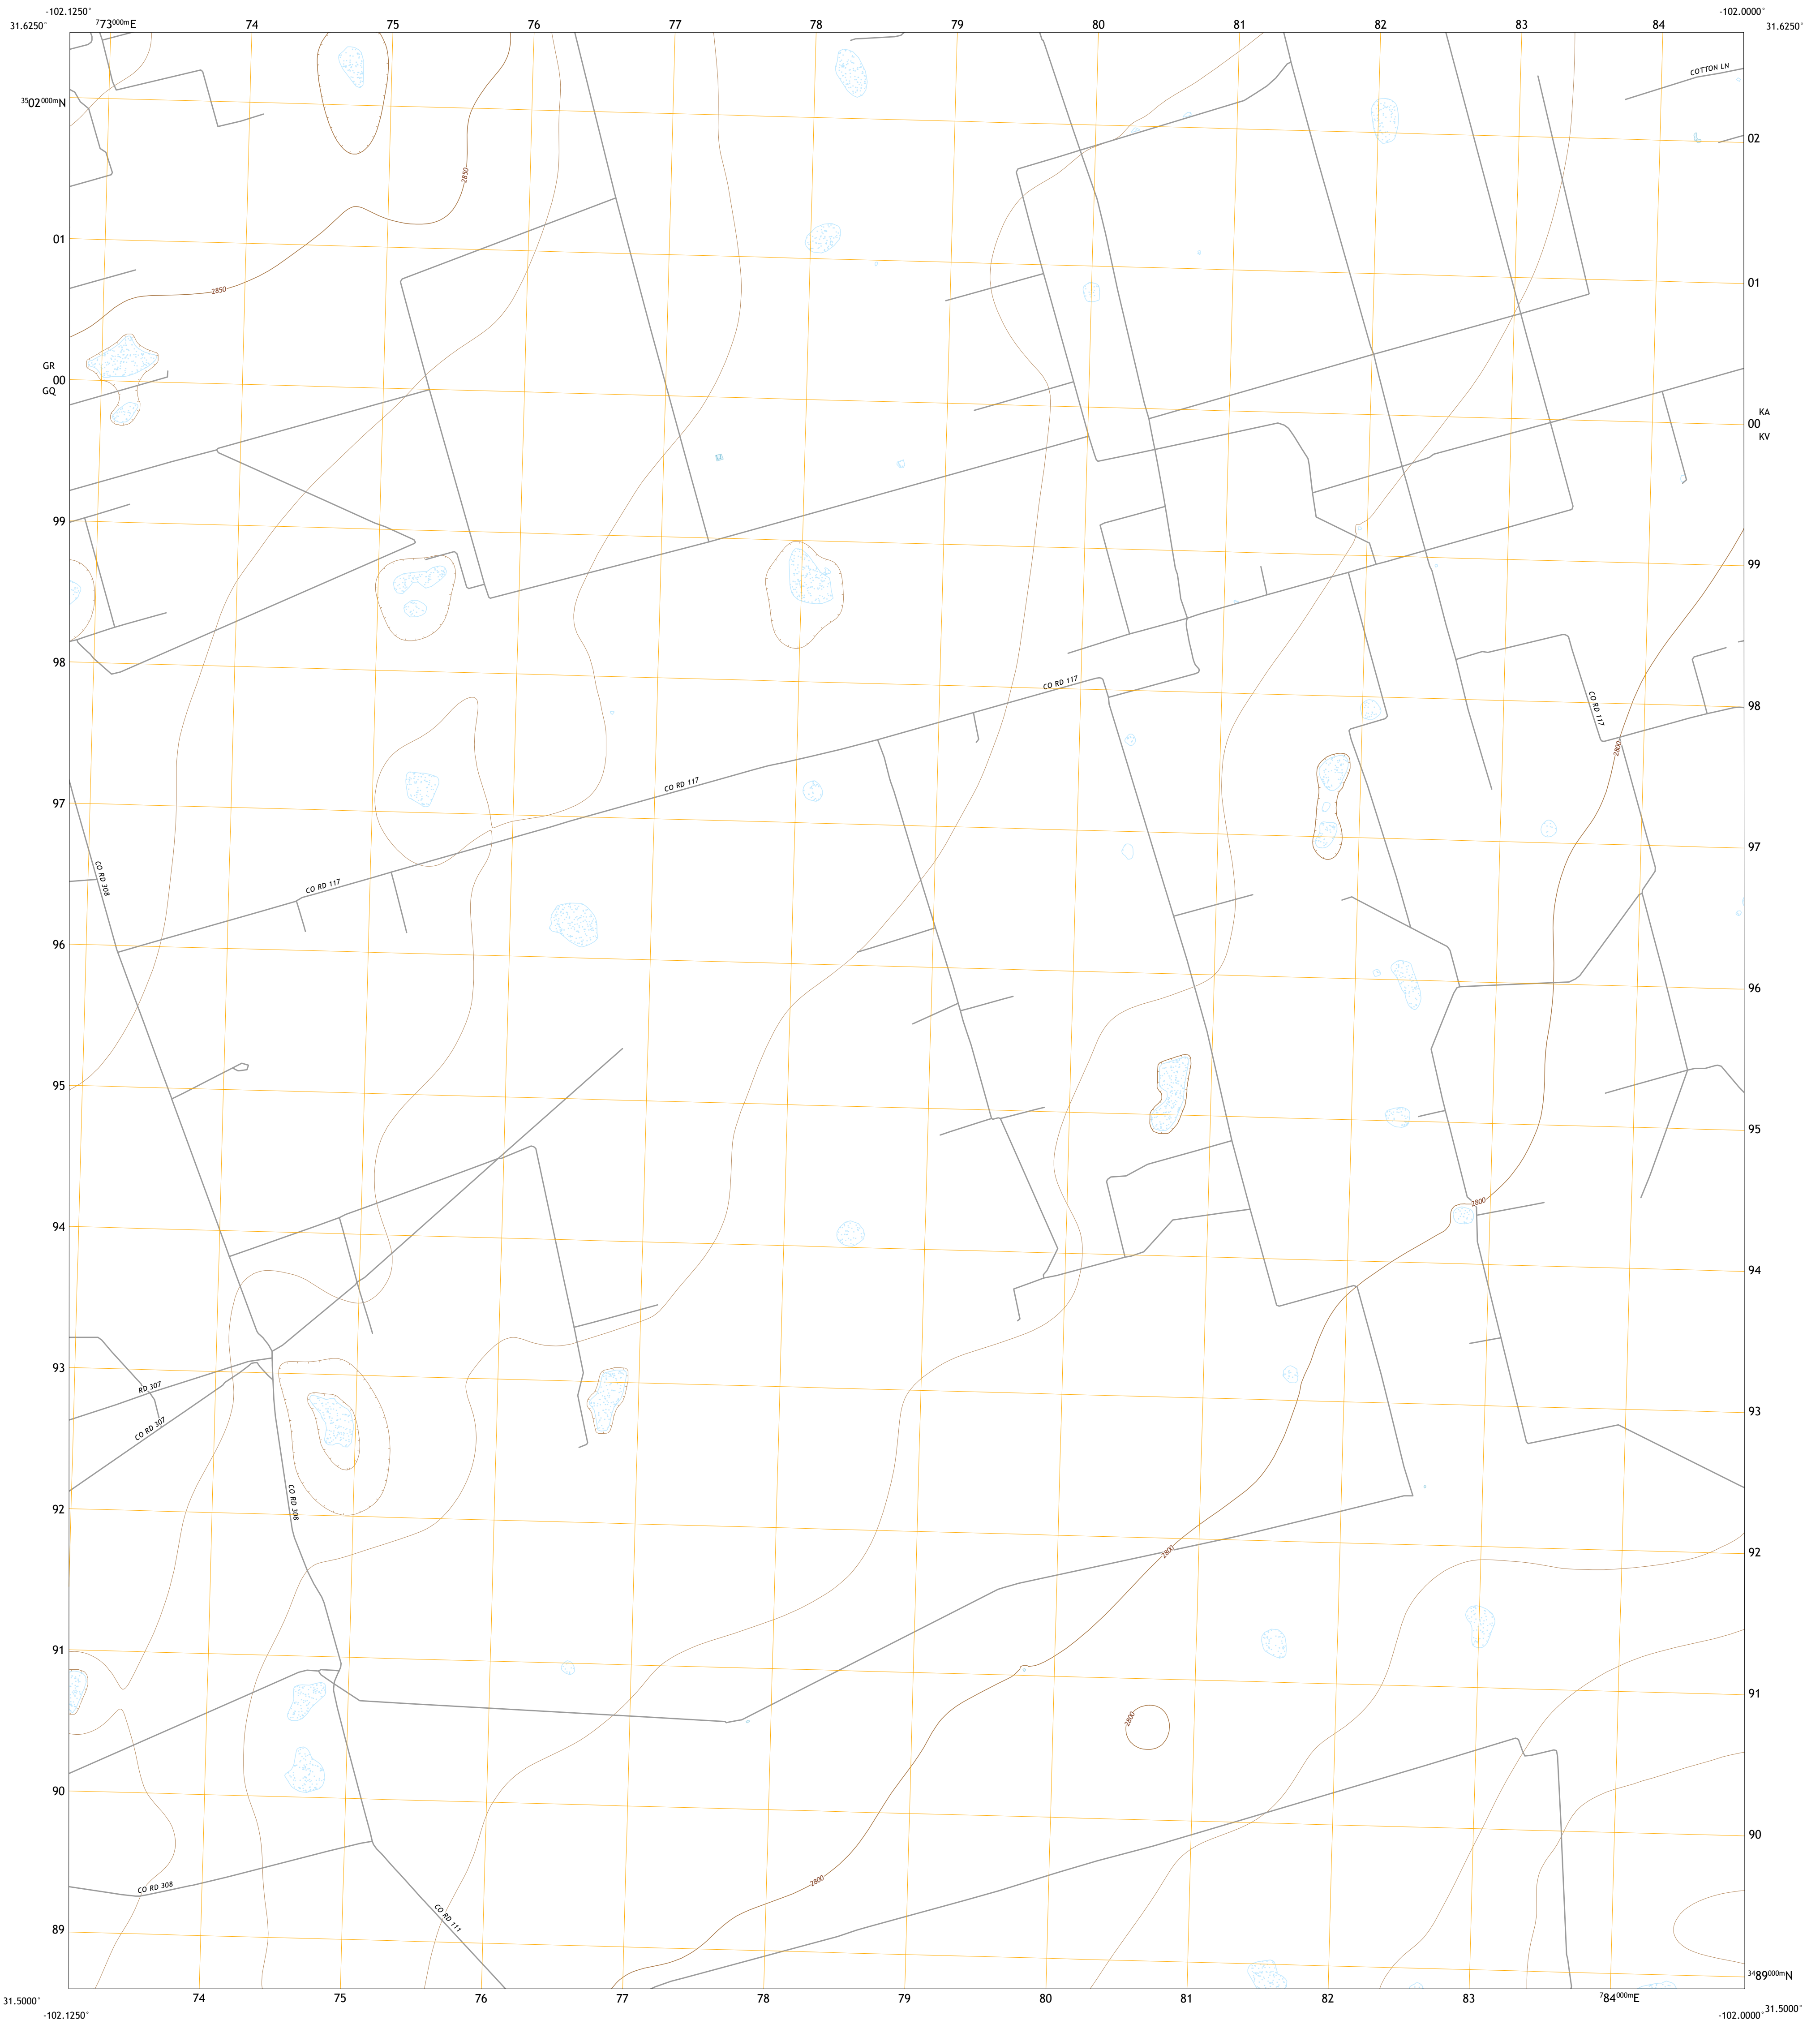 -102.1250° -102.0000°
31.6250° 773000mE 74 75 76 77 78 79 80 81 82 83 84 31.6250°
COTTON LN
3502000mN 02
2850
01 01
2850
GR
00
GQ
KA
00
KV
99 99
98 98
CO RD 117
CO RD 117
2800
CO RD 117
97 97
CO RD 308
CO RD 117
96 96
95 95
2800
94 94
93 93
RD 307
CO RD 307
CO RD 308
92 92
2800
91 91
2800
90 90
2800
CO RD 308
CO RD 111
89 3489000mN
31.5000° 74 75 76 77 78 79 80 81 82 83 784000mE 31.5000°
-102.1250° -102.0000°